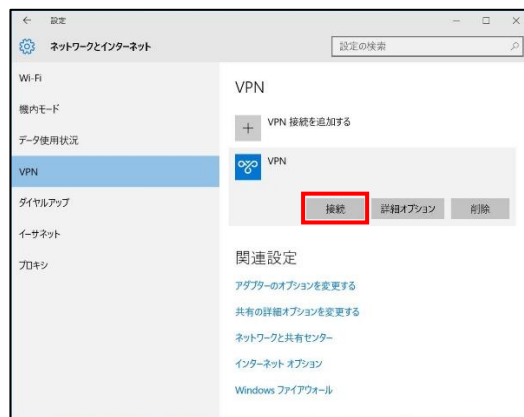 設定
ネットワークとインターネット
設定の検索
Wi-Fi
機内モード
データ使用状況
VPN
ダイヤルアップ
イーサネット
プロキシ
VPN
VPN 接続を追加する
VPN
接続
詳細オプション
削除
関連設定
アダプターのオプションを変更する
共有の詳細オプションを変更する
ネットワークと共有センター
インターネット オプション
Windows ファイアウォール